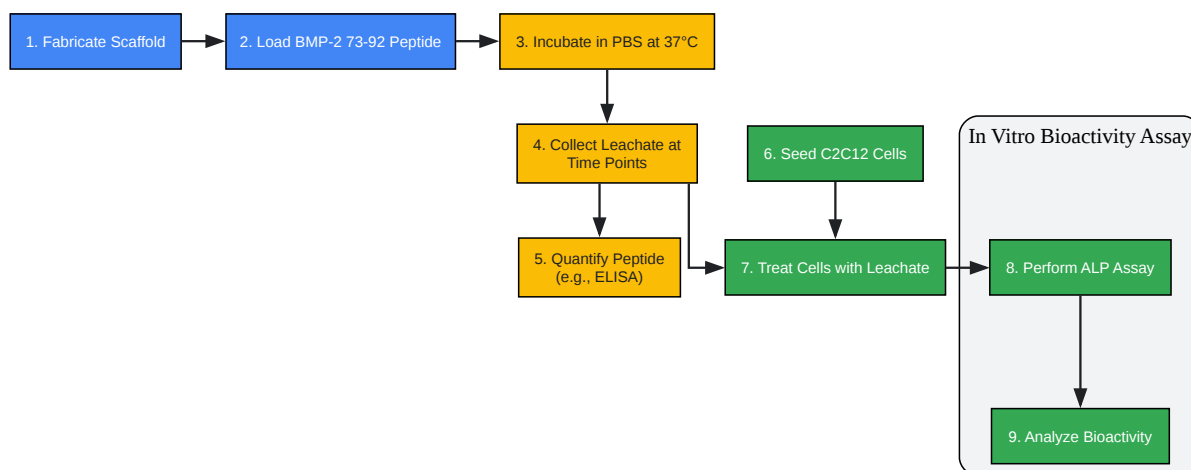 1. Fabricate Scaffold
2. Load BMP-2 73-92 Peptide
3. Incubate in PBS at 37°C
4. Collect Leachate at
Time Points
5. Quantify Peptide
(e.g., ELISA)
6. Seed C2C12 Cells
7. Treat Cells with Leachate
In Vitro Bioactivity Assay
8. Perform ALP Assay
9. Analyze Bioactivity